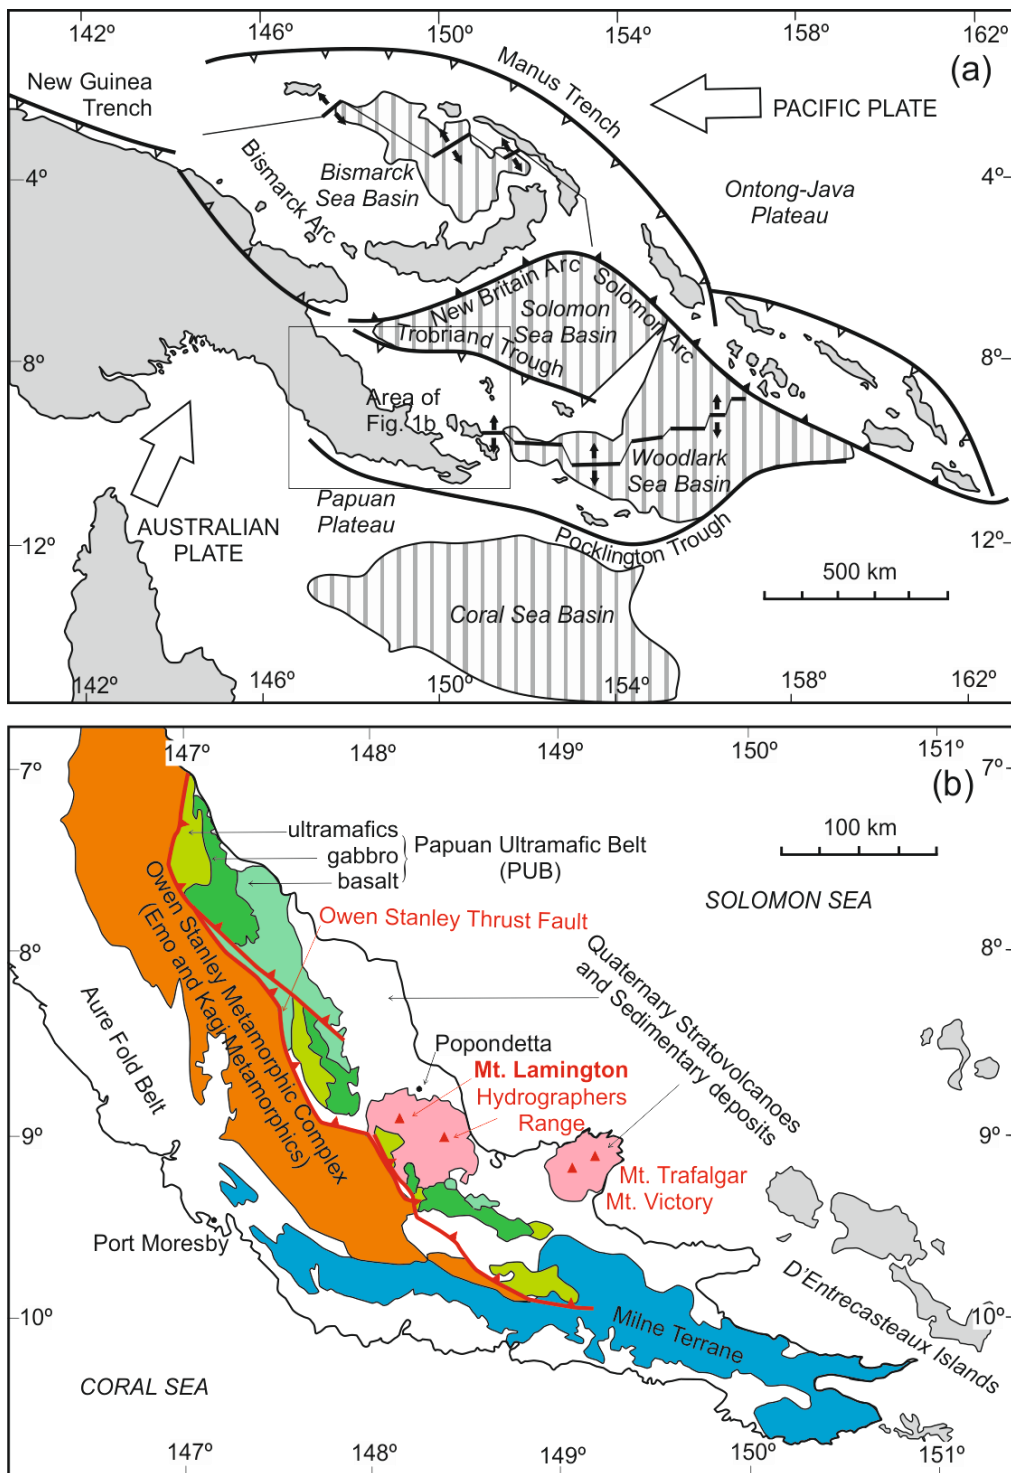 142º
146º
150º
154º
158º
162º
(a)
New Guinea
Trench
Manus Trench
PACIFIC PLATE
Bismarck Arc
Bismarck
Sea Basin
4º
4º
Ontong-Java
Plateau
New Britain Arc
Solomon Arc
Solomon
Sea Basin
Trobriand Trough
8º
8º
Area of
Fig. 1b
Woodlark
Sea Basin
Papuan
Plateau
AUSTRALIAN
PLATE
Pocklington Trough
12º
12º
500 km
Coral Sea Basin
142º
146º
150º
154º
158º
162º
147º
148º
149º
150º
151º
7º
7º
(b)
100 km
ultramafics
gabbro
basalt
Papuan Ultramafic Belt
(PUB)
SOLOMON SEA
Owen Stanley Thrust Fault
Owen Stanley Metamorphic Complex
(Emo and Kagi Metamorphics)
8º
8º
Quaternary Stratovolcanoes
and Sedimentary deposits
Aure Fold Belt
Popondetta
Mt. Lamington
Hydrographers
Range
9º
9º
Mt. Trafalgar
Mt. Victory
Port Moresby
D'Entrecasteaux Islands
10º
10º
Milne Terrane
CORAL SEA
147º
148º
149º
150º
151º